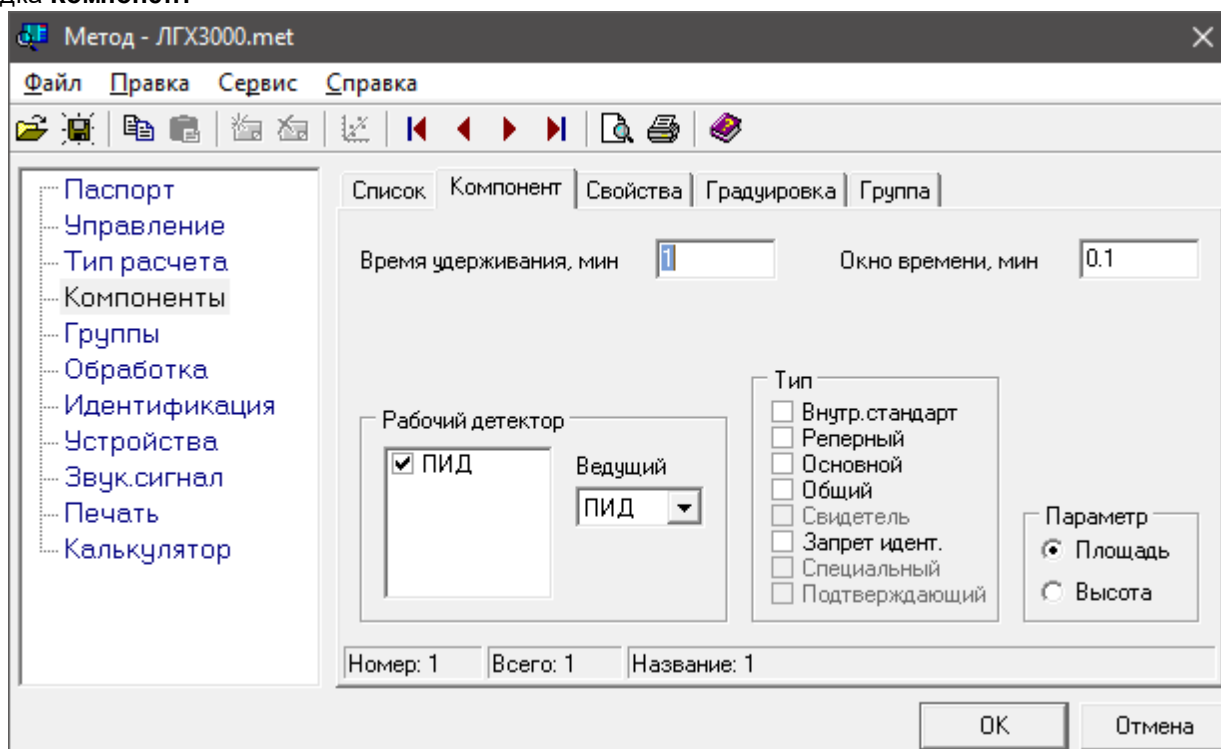 дка Компонент
Метод - ЛГХ3000.met
Файл Правка Сервис Справка
Паспорт
Управление
Тип расчета
Компоненты
Группы
Обработка
Идентификация
Устройства
Звук.сигнал
Печать
Калькулятор
Список Компонент Свойства Градуировка Группа
Время удерживания, мин 1 Окно времени, мин 0.1
Рабочий детектор
ПИД
Ведущий
ПИД
Тип
Внутр.стандарт
Реперный
Основной
Общий
Свидетель
Запрет идент.
Специальный
Подтверждающий
Параметр
Площадь
Высота
Номер: 1 Всего: 1 Название: 1
OK Отмена